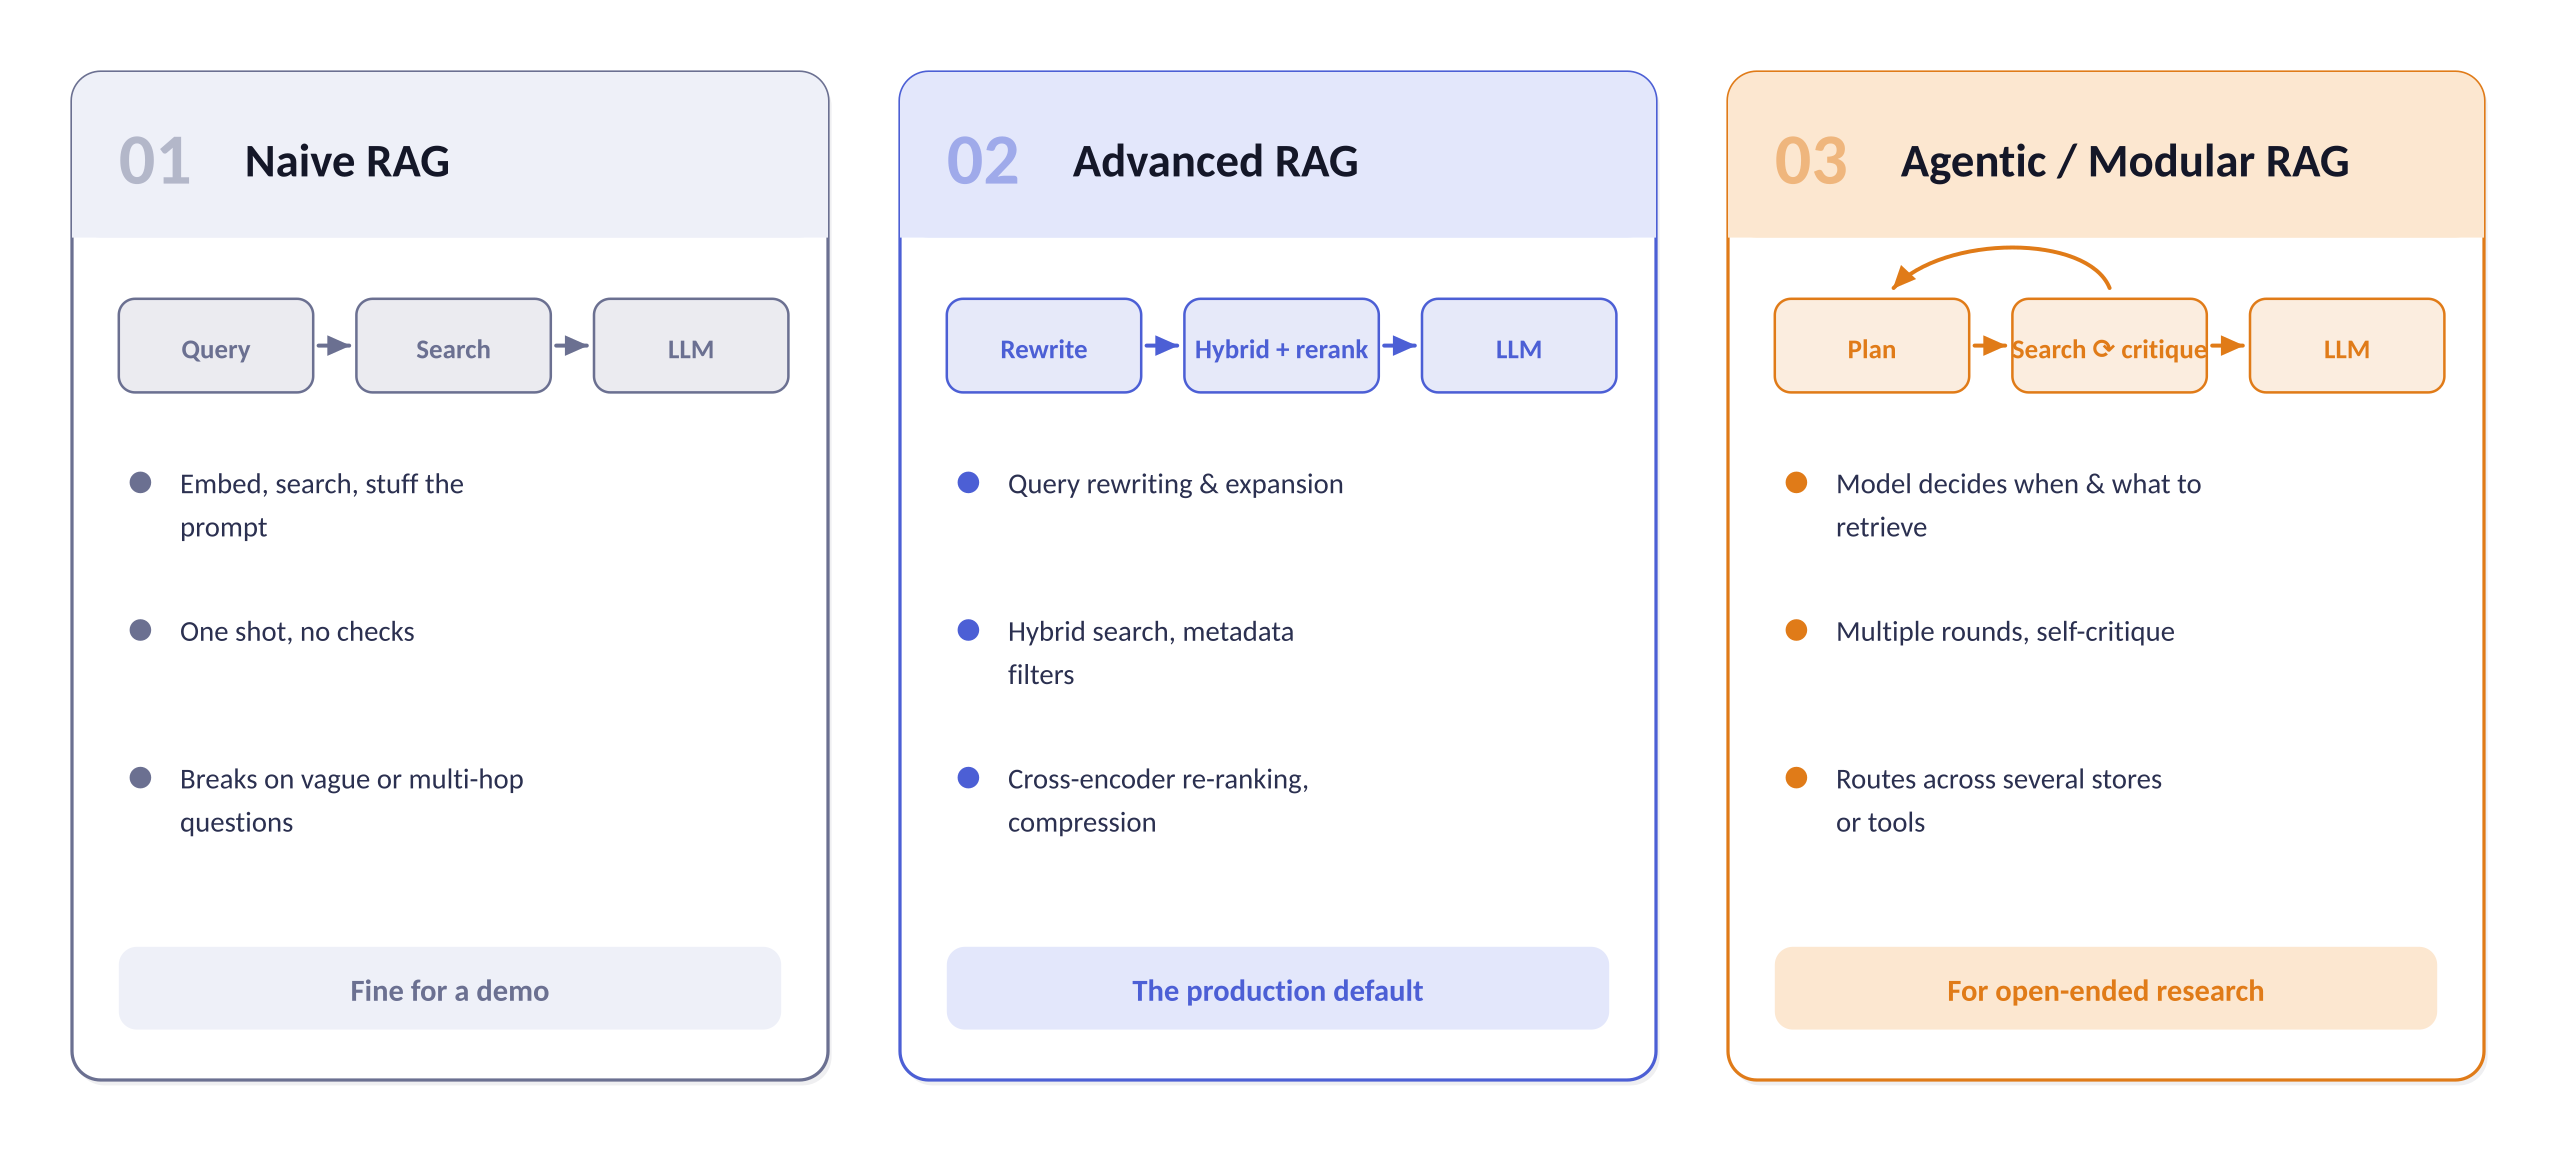 01 Naive RAG
Query
Search
LLM
Embed, search, stuff the
prompt
One shot, no checks
Breaks on vague or multi-hop
questions
Fine for a demo
02 Advanced RAG
Rewrite
Hybrid + rerank
LLM
Query rewriting & expansion
Hybrid search, metadata
filters
Cross-encoder re-ranking,
compression
The production default
03 Agentic / Modular RAG
Plan
Search ⟳ critique
LLM
Model decides when & what to
retrieve
Multiple rounds, self-critique
Routes across several stores
or tools
For open-ended research